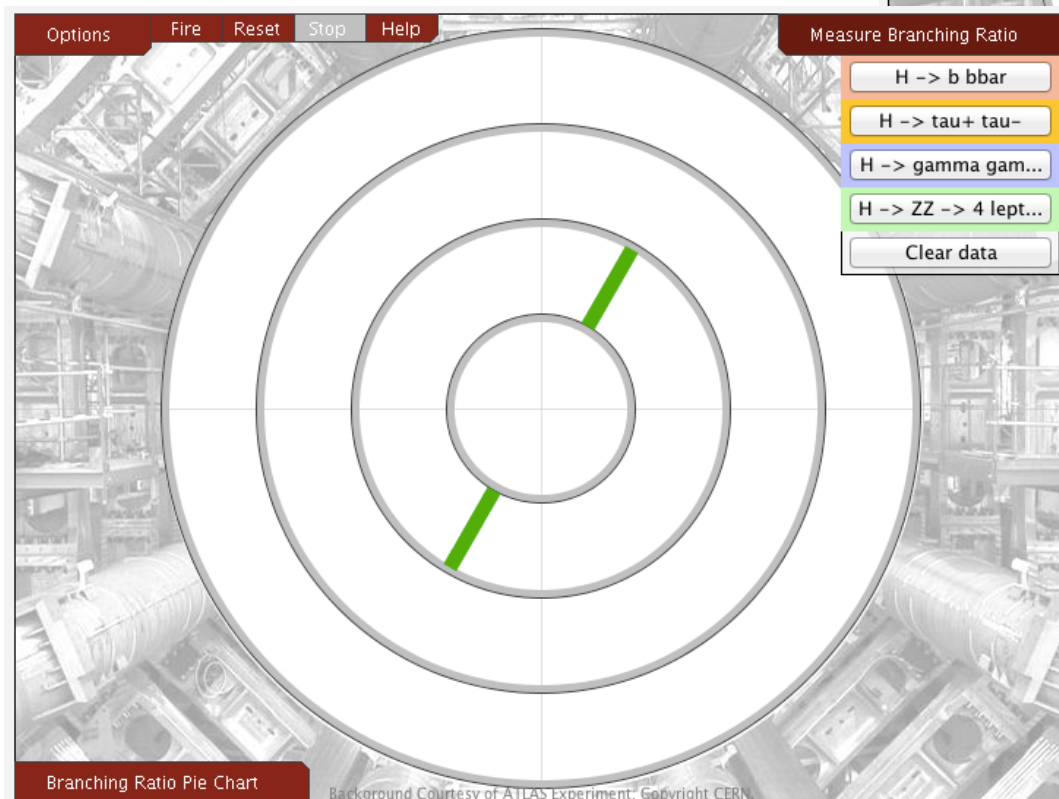 Options
Fire
Reset
Stop
Help
Measure Branching Ratio
H -> b bbar
H -> tau+ tau-
H -> gamma gam...
H -> ZZ -> 4 lept...
Clear data
Branching Ratio Pie Chart
Background Courtesy of ATLAS Experiment: Copyright CERN.